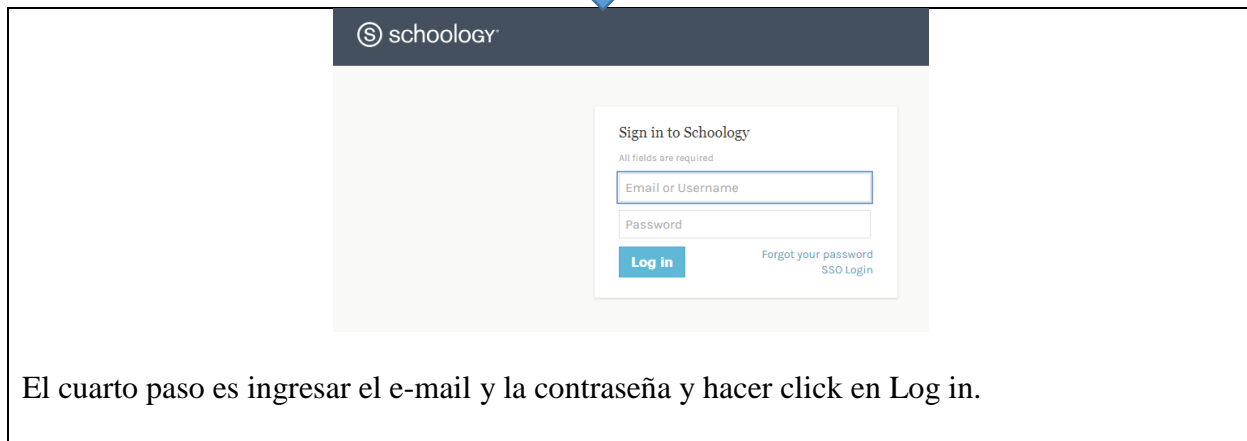 schoology
Sign in to Schoology
All fields are required
Email or Username
Password
Log in
Forgot your password
SSO Login
El cuarto paso es ingresar el e-mail y la contraseña y hacer click en Log in.